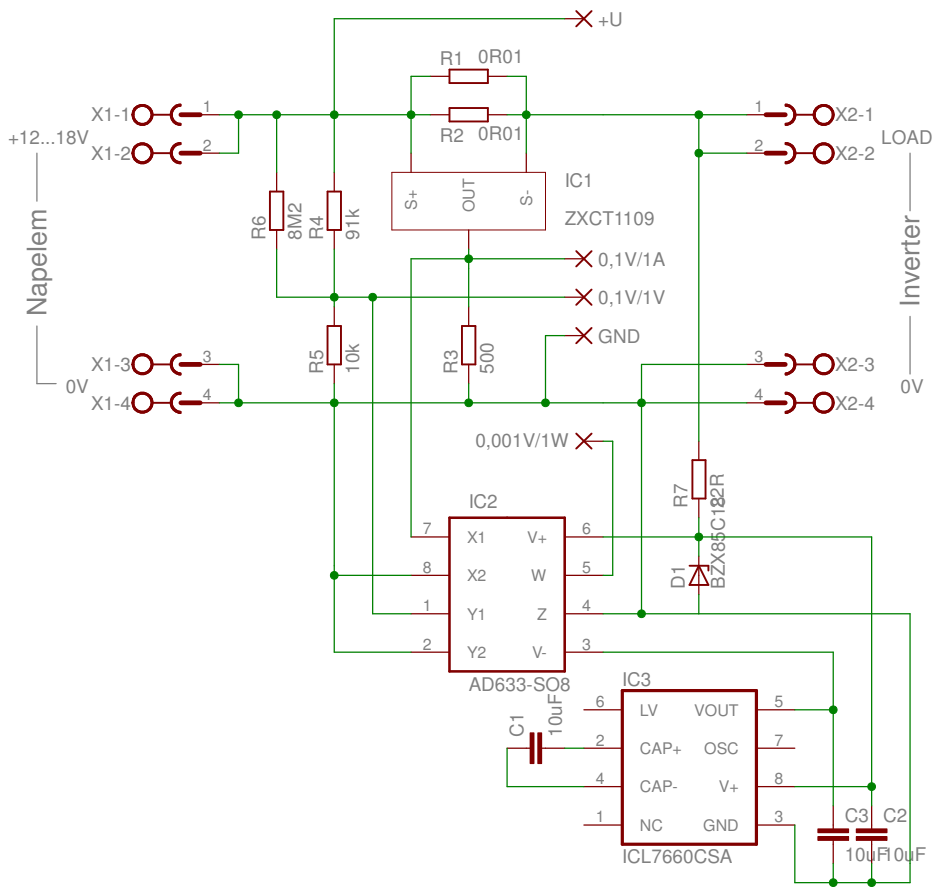 +U
R1 0R01
X1-1 1
R2 0R01
1 X2-1
+12...18V
X1-2 2
2 X2-2
LOAD
S+
OUT
S-
IC1
ZXCT1109
R6
8M2
R4
91k
Napelem
Inverter
0,1V/1A
0,1V/1V
GND
R5
10k
R3
500
X1-3 3
3 X2-3
0V
X1-4 4
4 X2-4
0V
0,001V/1W
R7
82R
IC2
7 X1 V+ 6
8 X2 W 5
1 Y1 Z 4
2 Y2 V- 3
AD633-SO8
D1
BZX85C18
IC3
C1
10uF
6 LV VOUT 5
2 CAP+ OSC 7
4 CAP- V+ 8
1 NC GND 3
ICL7660CSA
C3
10uF
C2
10uF